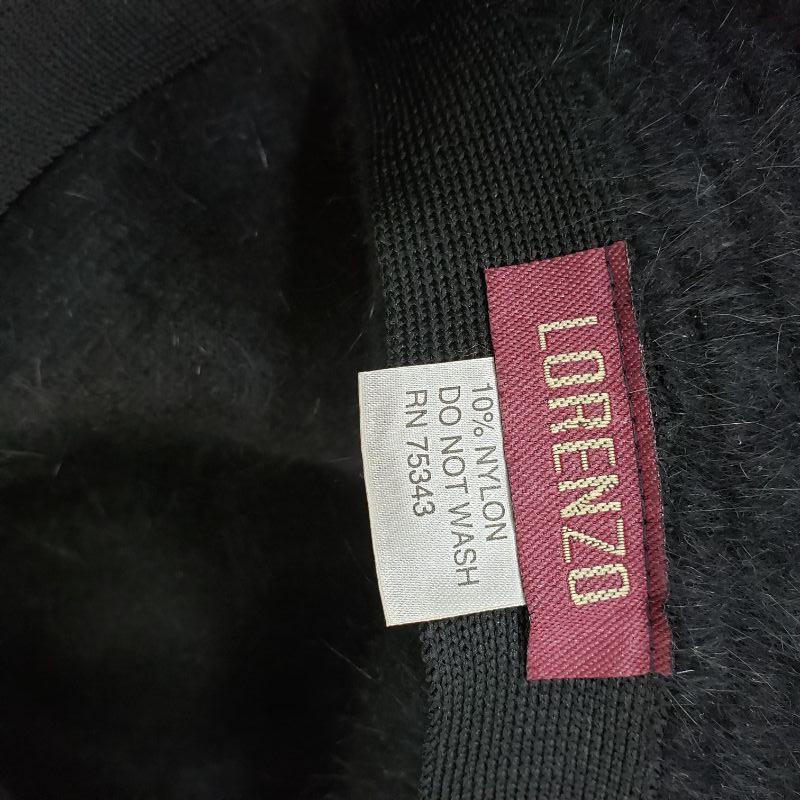 LORENZO
10% NYLON
DO NOT WASH
RN 75343